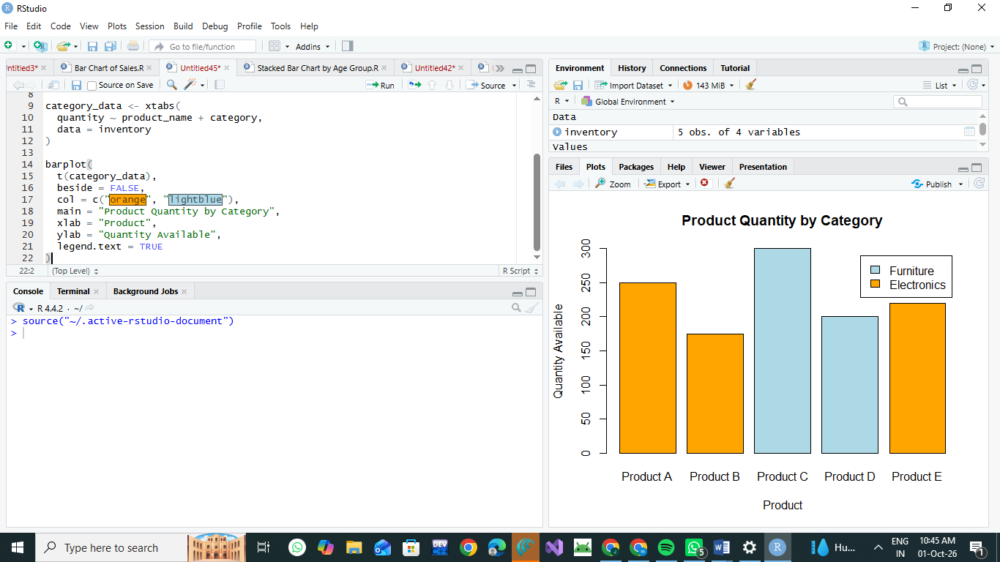 RStudio
File Edit Code View Plots Session Build Debug Profile Tools Help
Go to file/function Addins Project: (None)
Untitled3* Bar Chart of Sales.R Untitled45* Stacked Bar Chart by Age Group.R Untitled42*
Source on Save Run Source
8
9 category_data <- xtabs(
10 quantity ~ product_name + category,
11 data = inventory
12 )
13
14 barplot(
15 t(category_data),
16 beside = FALSE,
17 col = c("orange", "lightblue"),
18 main = "Product Quantity by Category",
19 xlab = "Product",
20 ylab = "Quantity Available",
21 legend.text = TRUE
22 )
22:2 (Top Level) R Script
Console Terminal Background Jobs
R 4.4.2 · ~/
> source("~/.active-rstudio-document")
>
Environment History Connections Tutorial
Import Dataset 143 MiB List
R Global Environment
Data
inventory 5 obs. of 4 variables
Values
Files Plots Packages Help Viewer Presentation
Zoom Export Publish
Product Quantity by Category
Quantity Available
300
250
200
150
100
50
0
Furniture
Electronics
Product A Product B Product C Product D Product E
Product
Type here to search
DEV
5
Hu...
ENG
IN
10:45 AM
01-Oct-26
1